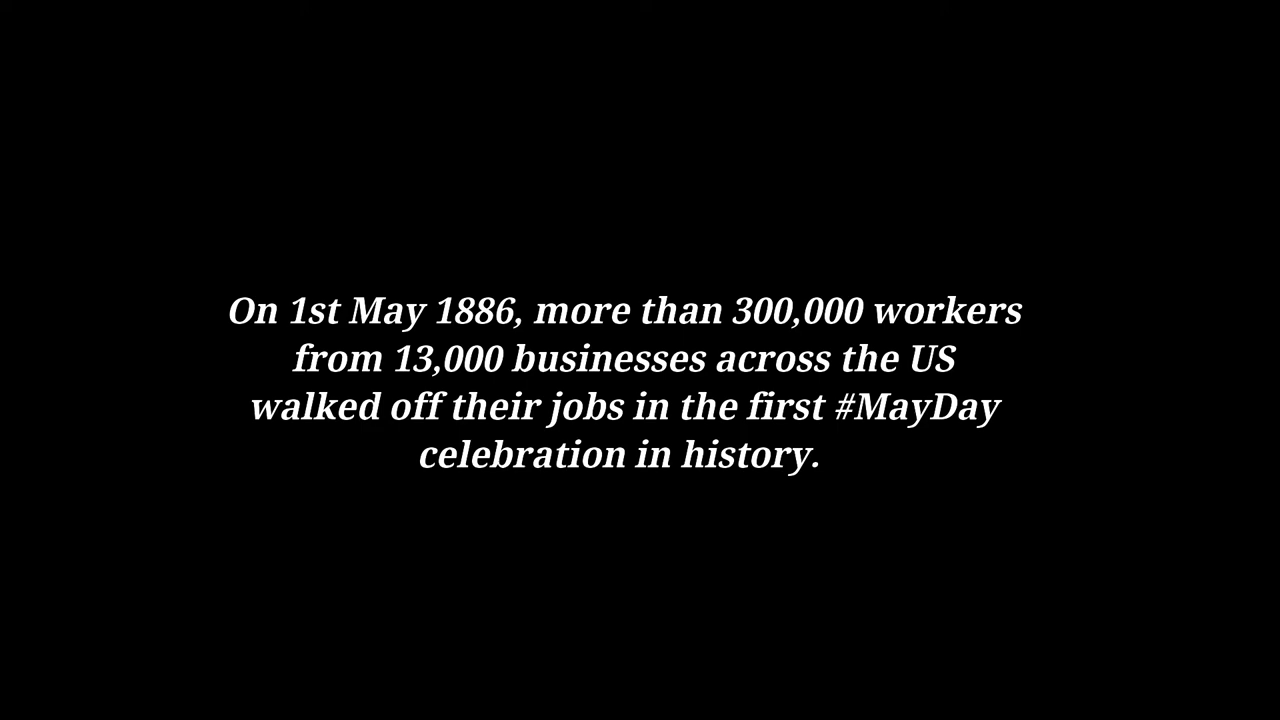 On 1st May 1886, more than 300,000 workers
from 13,000 businesses across the US
walked off their jobs in the first #MayDay
celebration in history.